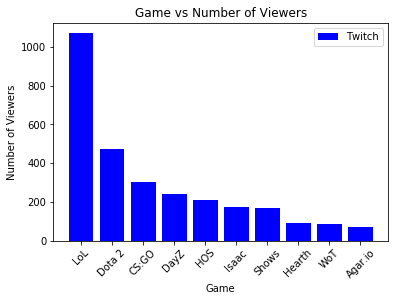 Game vs Number of Viewers
Twitch
Number of Viewers
1000
800
600
400
200
0
LoL
Dota 2
CS:GO
DayZ
HOS
Isaac
Shows
Hearth
WoT
Agar.io
Game